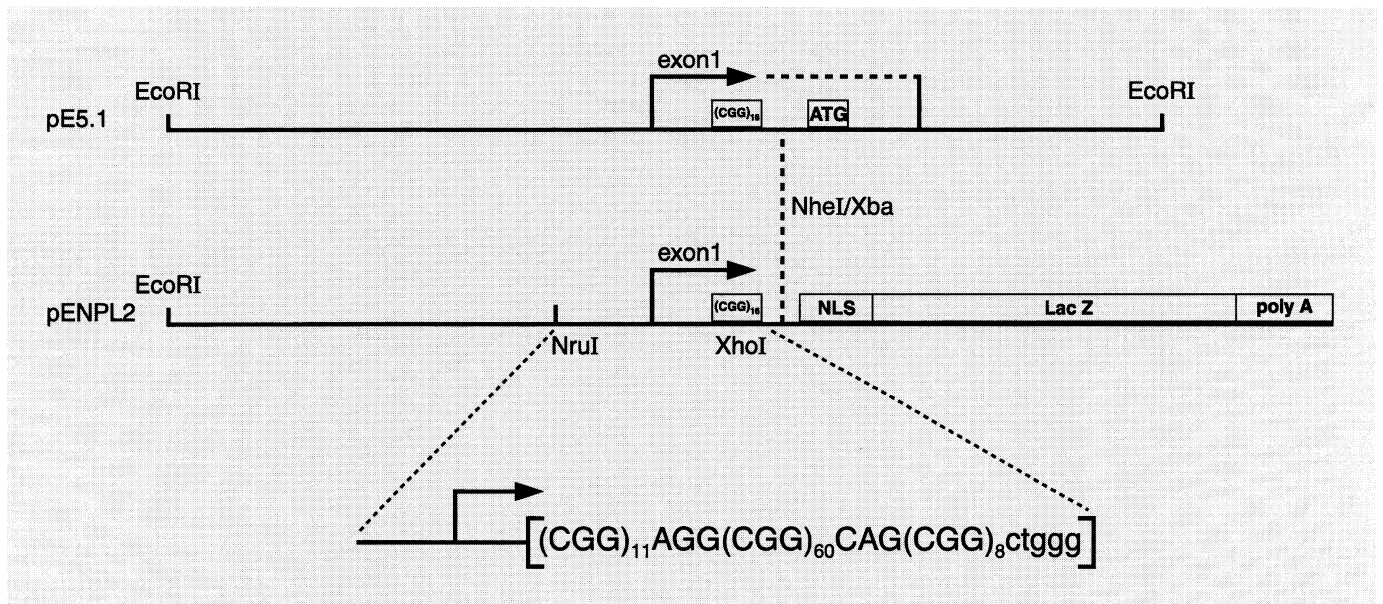 exon1
EcoRI
EcoRI
pE5.1
(CGG)₁₆
ATG
NheI/Xba
exon1
EcoRI
pENPL2
(CGG)₁₆
NLS
Lac Z
poly A
NruI
XhoI
[(CGG)₁₁AGG(CGG)₆₀CAG(CGG)₈ctggg]